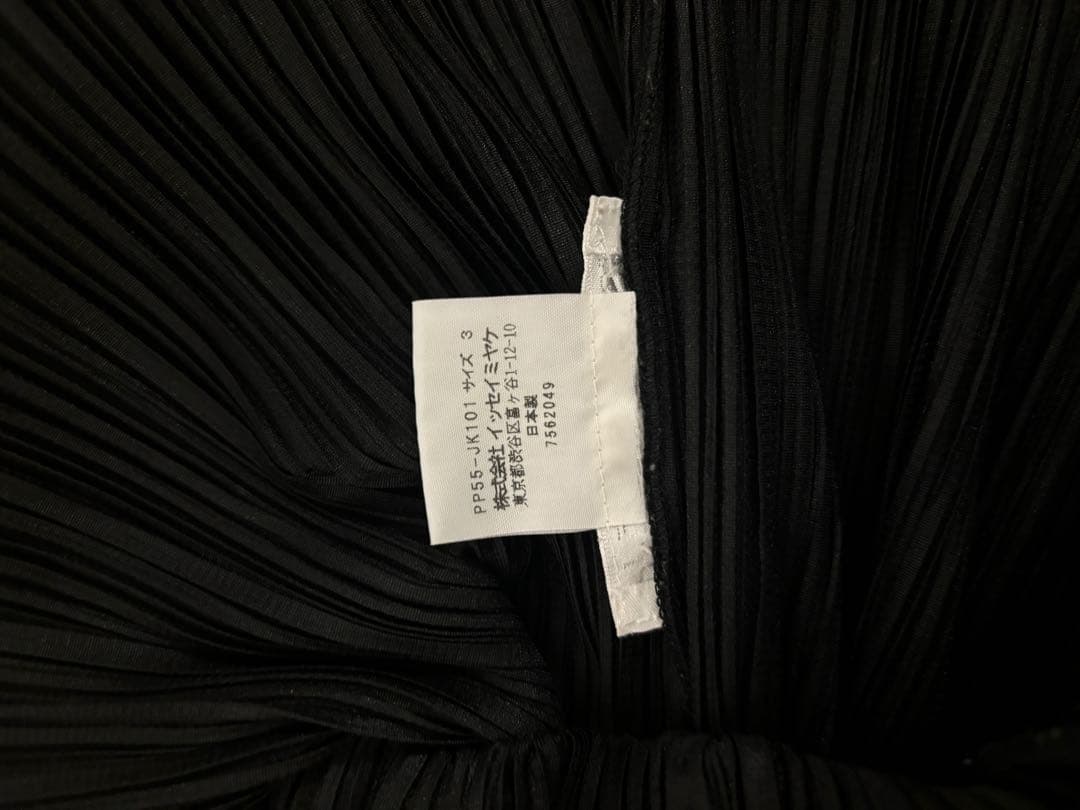 PP55-JK101 サイズ 3
株式会社 イッセイミヤケ
東京都渋谷区富ヶ谷1-12-10
日本製
7562049